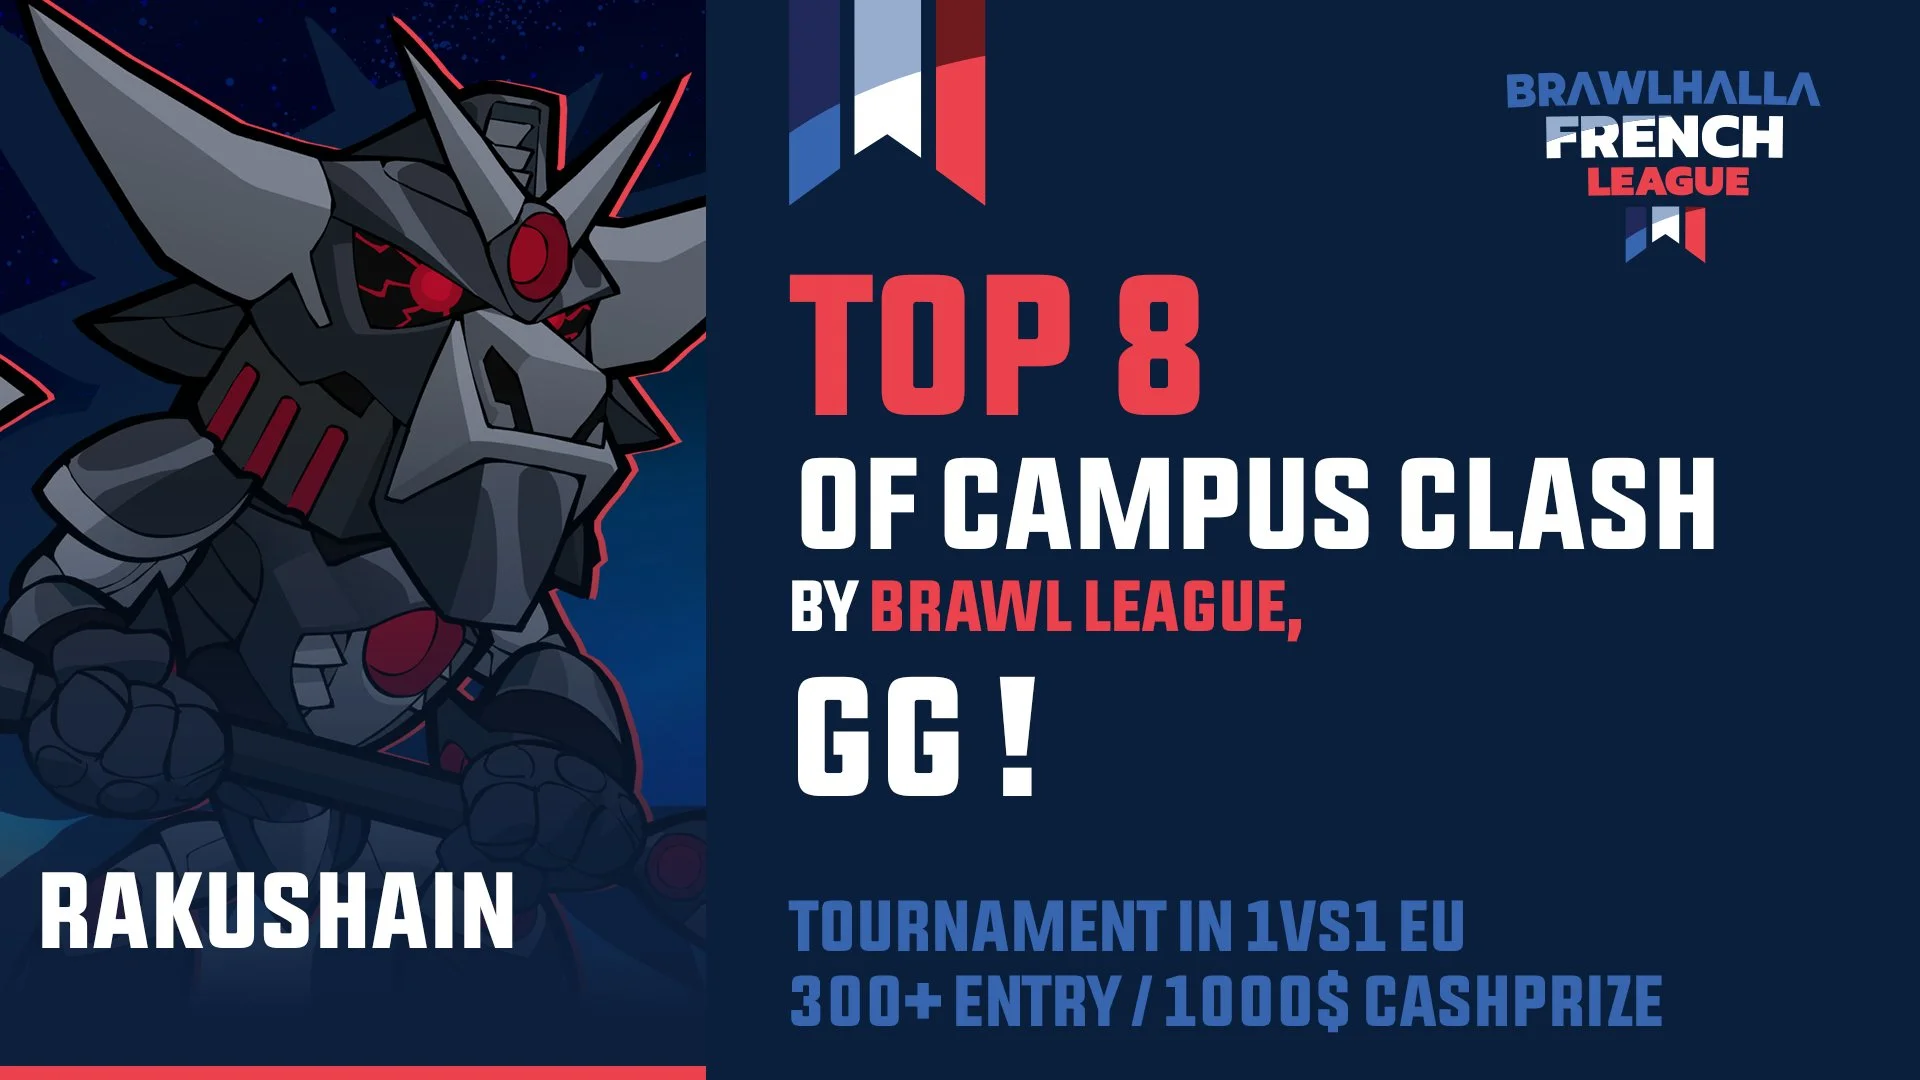 BRAWLHALLA
FRENCH
LEAGUE
TOP 8
OF CAMPUS CLASH
BY BRAWL LEAGUE,
GG !
RAKUSHAIN
TOURNAMENT IN 1VS1 EU
300+ ENTRY / 1000$ CASHPRIZE